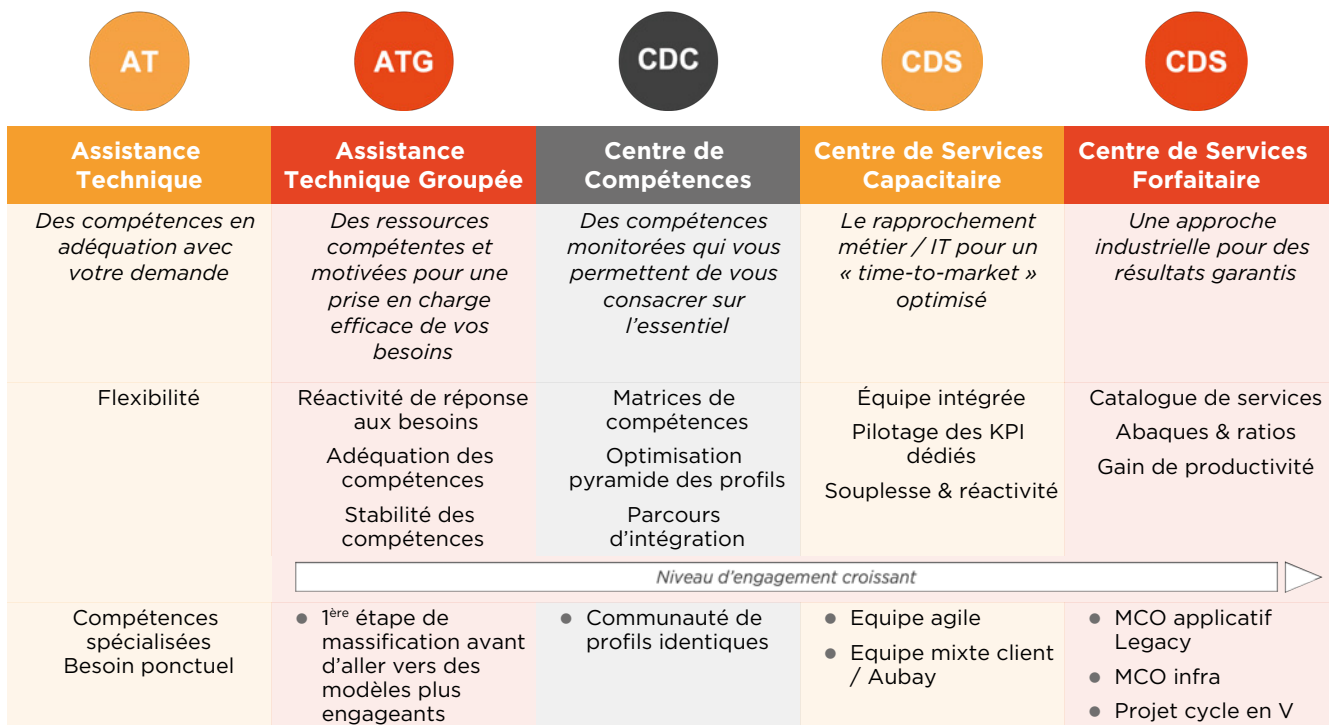 AT
ATG
CDC
CDS
CDS
Assistance
Technique
Assistance
Technique Groupée
Centre de
Compétences
Centre de Services
Capacitaire
Centre de Services
Forfaitaire
Des compétences en
adéquation avec
votre demande
Des ressources
compétentes et
motivées pour une
prise en charge
efficace de vos
besoins
Des compétences
monitorées qui vous
permettent de vous
consacrer sur
l'essentiel
Le rapprochement
métier / IT pour un
« time-to-market »
optimisé
Une approche
industrielle pour des
résultats garantis
Flexibilité
Réactivité de réponse
aux besoins
Adéquation des
compétences
Stabilité des
compétences
Matrices de
compétences
Optimisation
pyramide des profils
Parcours
d'intégration
Équipe intégrée
Pilotage des KPI
dédiés
Souplesse & réactivité
Catalogue de services
Abaques & ratios
Gain de productivité
Niveau d'engagement croissant
Compétences
spécialisées
Besoin ponctuel
● 1ère étape de
massification avant
d'aller vers des
modèles plus
engageants
● Communauté de
profils identiques
● Equipe agile
● Equipe mixte client
/ Aubay
● MCO applicatif
Legacy
● MCO infra
● Projet cycle en V